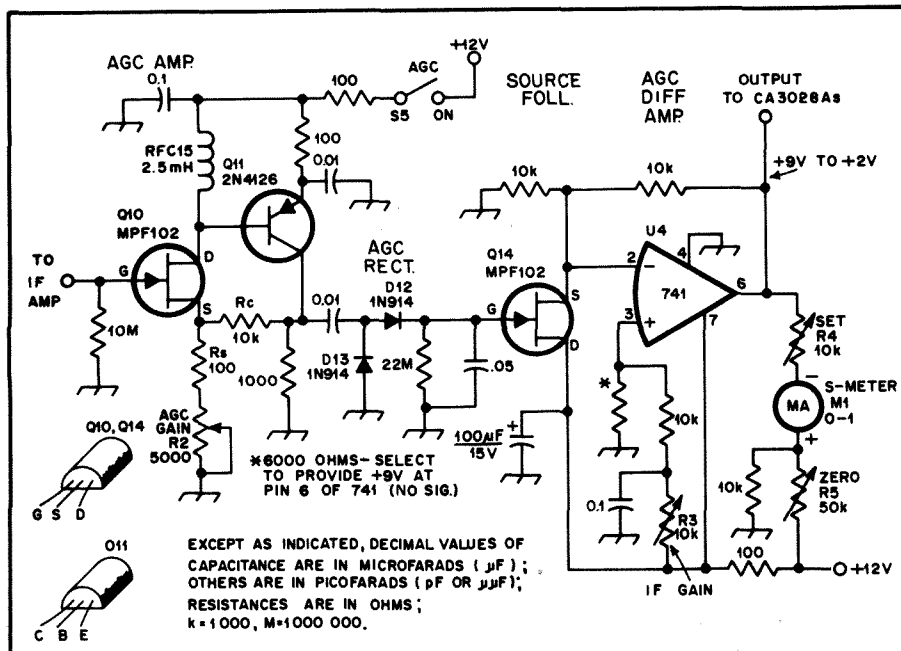 AGC AMP.
0.1
100
AGC
S5
ON
+12V
SOURCE
FOLL.
AGC
DIFF
AMP.
OUTPUT
TO CA3028As
RFC15
2.5mH
Q11
2N4126
100
0.01
10k
10k
+9V TO +2V
Q10
MPF102
TO
IF
AMP
G
D
S
10M
Rc
10k
Rs
100
AGC
GAIN
R2
5000
1000
0.01
AGC
RECT.
D12
1N914
D13
1N914
22M
.05
Q14
MPF102
G
S
D
U4
741
2
-
3
+
4
6
7
SET
R4
10k
-
MA
S-METER
M1
0-1
+
*
10k
100µF
15V
0.1
R3
10k
IF GAIN
10k
ZERO
R5
50k
100
+12V
Q10, Q14
G S D
*6000 OHMS- SELECT
TO PROVIDE +9V AT
PIN 6 OF 741 (NO SIG.)
Q11
C B E
EXCEPT AS INDICATED, DECIMAL VALUES OF
CAPACITANCE ARE IN MICROFARADS ( µF ) ;
OTHERS ARE IN PICOFARADS ( pF OR µµF);
RESISTANCES ARE IN OHMS ;
k=1000, M=1000 000.